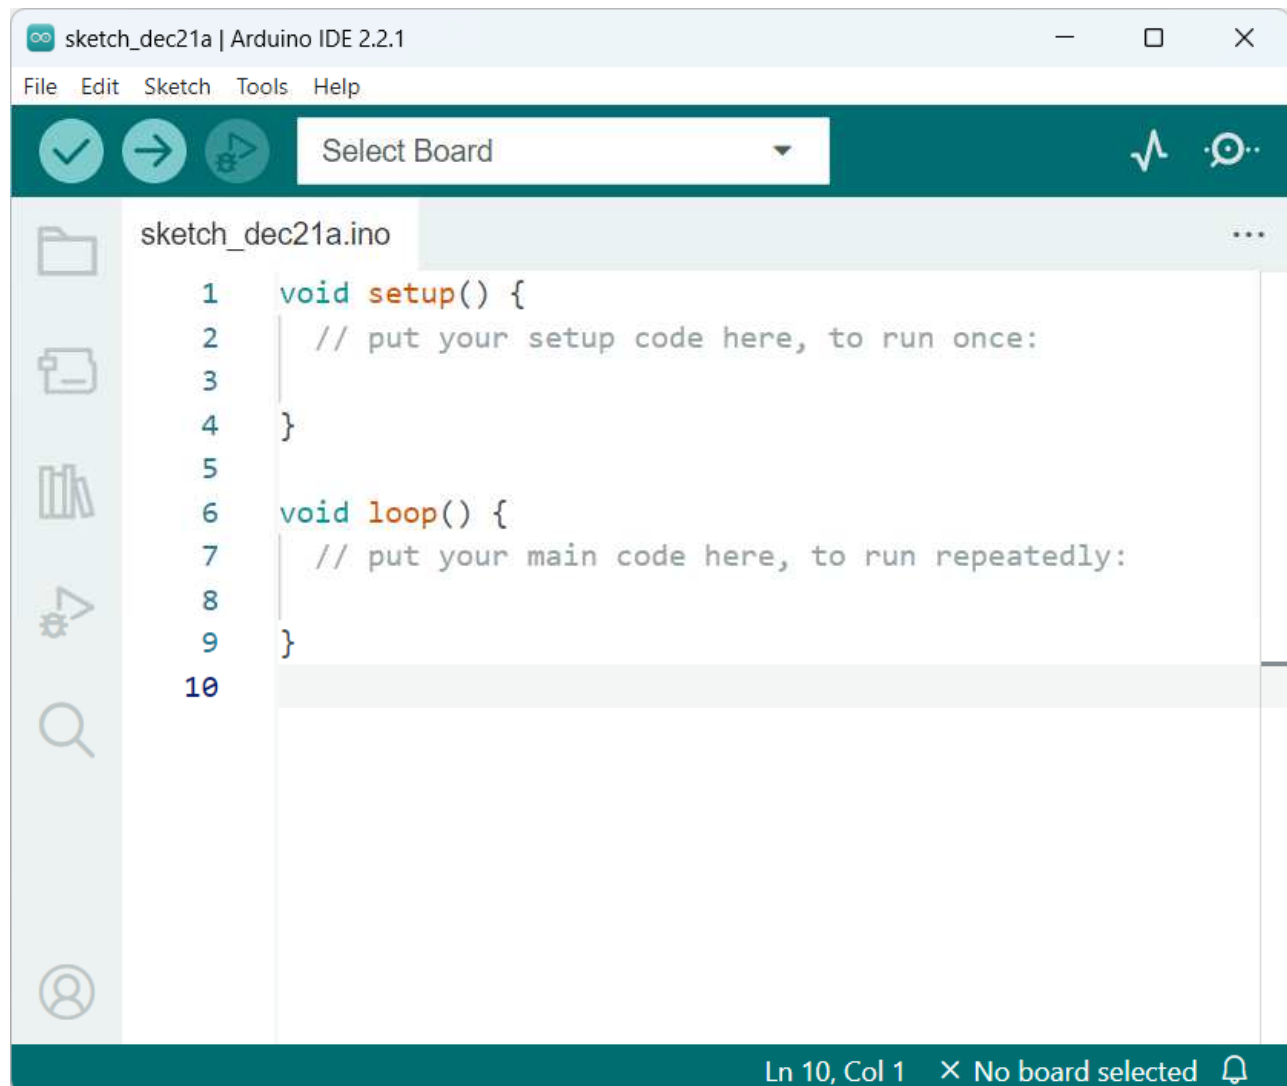 sketch_dec21a | Arduino IDE 2.2.1
File Edit Sketch Tools Help
Select Board
sketch_dec21a.ino
1 void setup() {
2 // put your setup code here, to run once:
3
4 }
5
6 void loop() {
7 // put your main code here, to run repeatedly:
8
9 }
10
Ln 10, Col 1 × No board selected